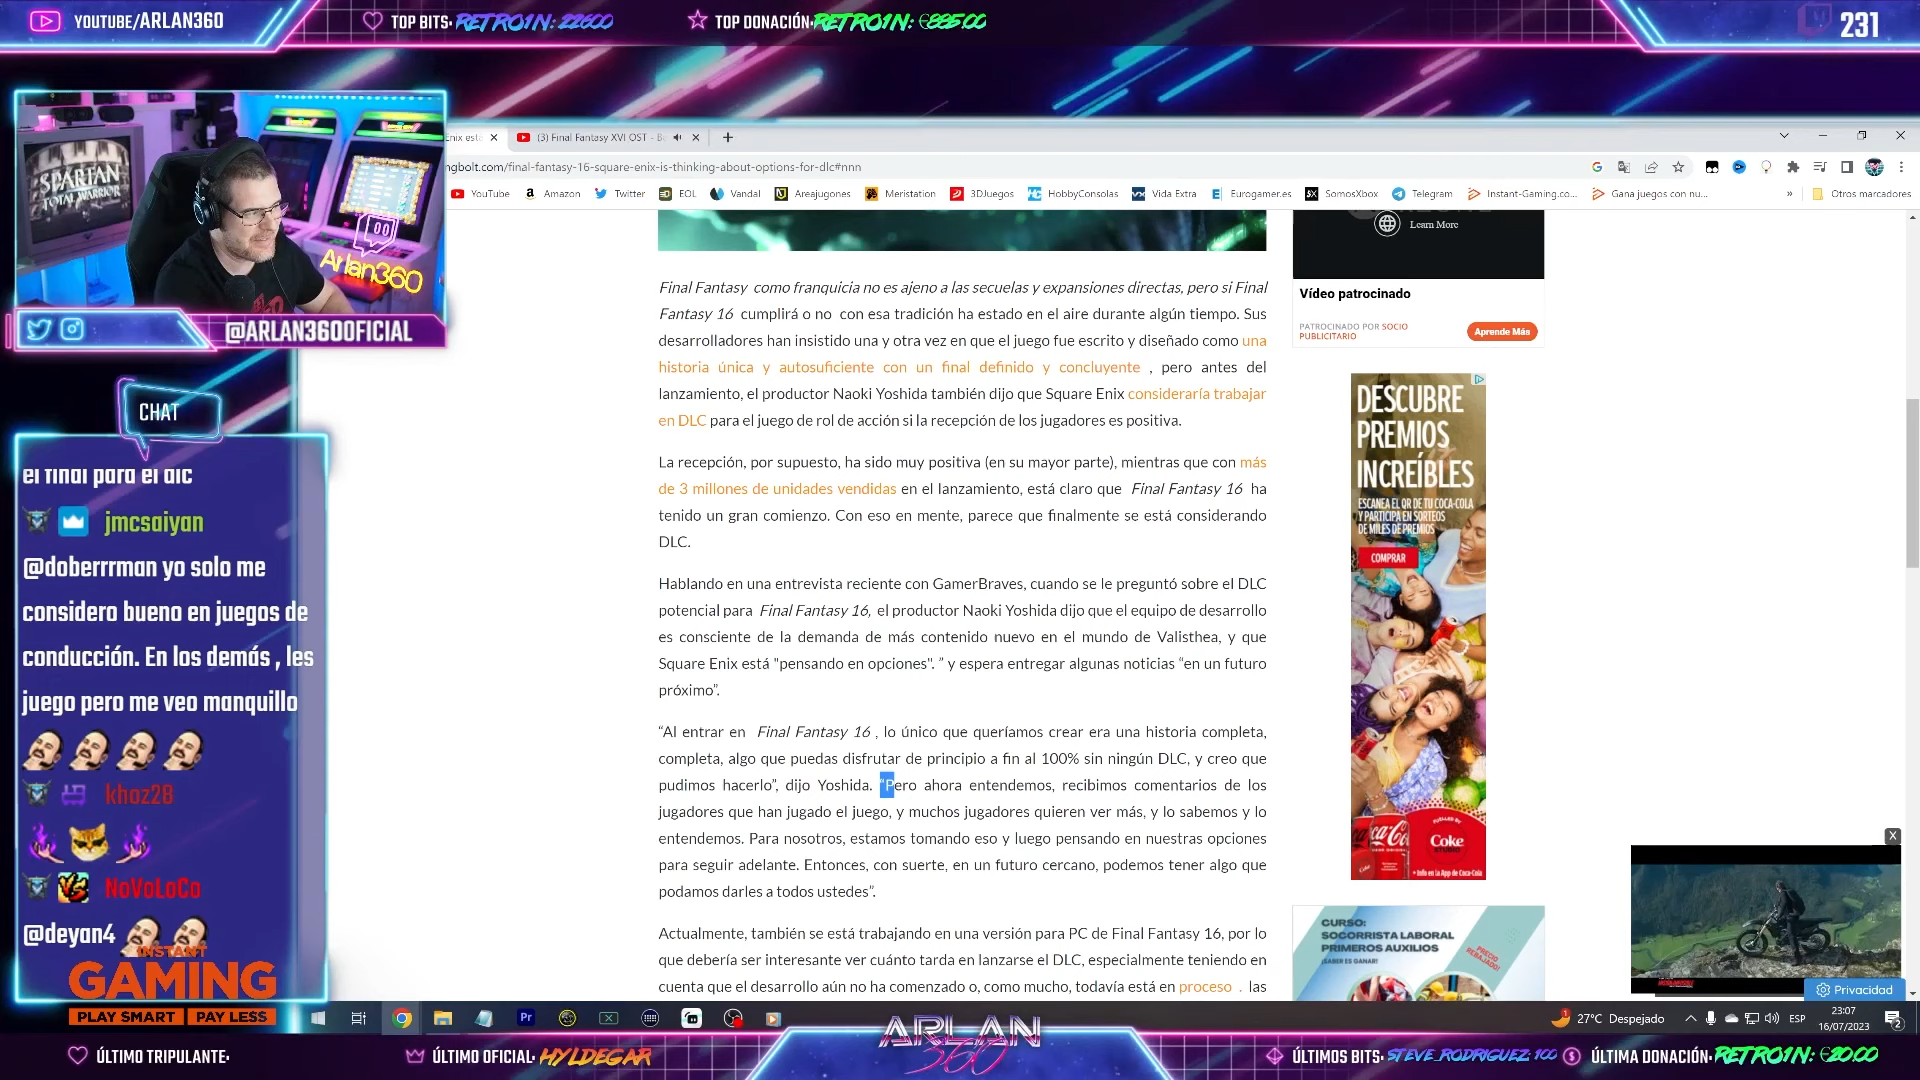 YOUTUBE/ARLAN360
TOP BITS: RETRO1N: 22600
TOP DONACIÓN: RETRO1N: €885.00
231
SPARTAN
TOTAL WARRIOR
Arlan360
@ARLAN360OFICIAL
Enix está
(3) Final Fantasy XVI OST - B
ngbolt.com/final-fantasy-16-square-enix-is-thinking-about-options-for-dlc#nnn
YouTube
Amazon
Twitter
EOL
Vandal
Areajugones
Meristation
3DJuegos
HobbyConsolas
Vida Extra
Eurogamer.es
SomosXbox
Telegram
Instant-Gaming.co...
Gana juegos con nu...
»
Otros marcadores
Final Fantasy como franquicia no es ajeno a las secuelas y expansiones directas, pero si Final
Fantasy 16 cumplirá o no con esa tradición ha estado en el aire durante algún tiempo. Sus
desarrolladores han insistido una y otra vez en que el juego fue escrito y diseñado como una
historia única y autosuficiente con un final definido y concluyente , pero antes del
lanzamiento, el productor Naoki Yoshida también dijo que Square Enix consideraría trabajar
en DLC para el juego de rol de acción si la recepción de los jugadores es positiva.
La recepción, por supuesto, ha sido muy positiva (en su mayor parte), mientras que con más
de 3 millones de unidades vendidas en el lanzamiento, está claro que Final Fantasy 16 ha
tenido un gran comienzo. Con eso en mente, parece que finalmente se está considerando
DLC.
Hablando en una entrevista reciente con GamerBraves, cuando se le preguntó sobre el DLC
potencial para Final Fantasy 16, el productor Naoki Yoshida dijo que el equipo de desarrollo
es consciente de la demanda de más contenido nuevo en el mundo de Valisthea, y que
Square Enix está "pensando en opciones". ” y espera entregar algunas noticias “en un futuro
próximo”.
“Al entrar en Final Fantasy 16 , lo único que queríamos crear era una historia completa,
completa, algo que puedas disfrutar de principio a fin al 100% sin ningún DLC, y creo que
pudimos hacerlo”, dijo Yoshida. “Pero ahora entendemos, recibimos comentarios de los
jugadores que han jugado el juego, y muchos jugadores quieren ver más, y lo sabemos y lo
entendemos. Para nosotros, estamos tomando eso y luego pensando en nuestras opciones
para seguir adelante. Entonces, con suerte, en un futuro cercano, podemos tener algo que
podamos darles a todos ustedes”.
Actualmente, también se está trabajando en una versión para PC de Final Fantasy 16, por lo
que debería ser interesante ver cuánto tarda en lanzarse el DLC, especialmente teniendo en
cuenta que el desarrollo aún no ha comenzado o, como mucho, todavía está en proceso . las
Learn More
Vídeo patrocinado
PATROCINADO POR SOCIO
PUBLICITARIO
Aprende Más
DESCUBRE
PREMIOS
INCREÍBLES
ESCANEA EL QR DE TU COCA-COLA
Y PARTICIPA EN SORTEOS
DE MILES DE PREMIOS
COMPRAR
Coke
+ Info en la App de Coca-Cola
CURSO:
SOCORRISTA LABORAL
PRIMEROS AUXILIOS
¡SABER ES GANAR!
PRECIO
REBAJADO!
X
Privacidad
CHAT
el final para el dlc
jmcsaiyan
@doberrrman yo solo me
considero bueno en juegos de
conducción. En los demás , les
juego pero me veo manquillo
khoz28
NoVoLoCo
@deyan4
INSTANT
GAMING
PLAY SMART | PAY LESS
Pr
27°C Despejado
ESP
23:07
16/07/2023
2
ÚLTIMO TRIPULANTE:
ÚLTIMO OFICIAL: HYLDEGAR
ARLAN
360
ÚLTIMOS BITS: STEVE_RODRIGUEZ: 100
ÚLTIMA DONACIÓN: RETRO1N: €20.00